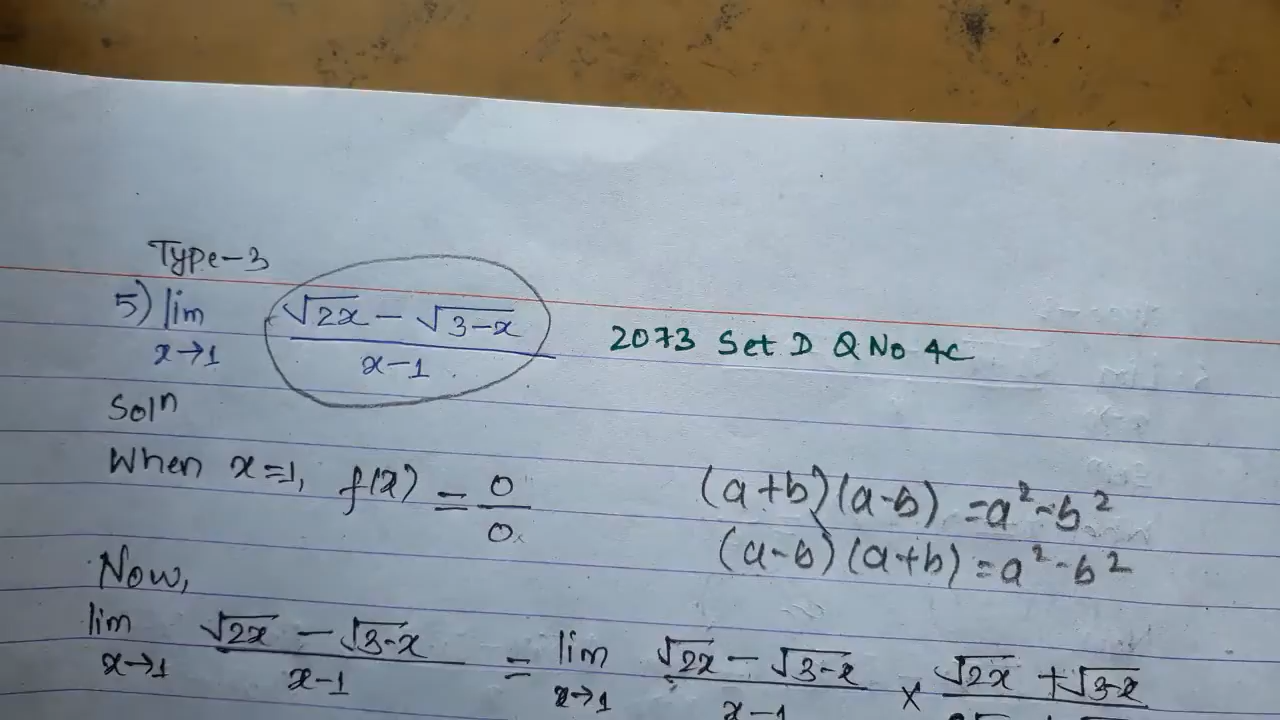 Type-3
5) lim x→1 (√2x - √3-x)/(x-1) 2073 Set D Q No 4c
Solⁿ
When x=1, f(x) = 0/0
(a+b)(a-b) = a²-b²
(a-b)(a+b) = a²-b²
Now,
lim x→1 (√2x - √3-x)/(x-1) = lim x→1 (√2x - √3-x)/(x-1) × √2x + √3-x